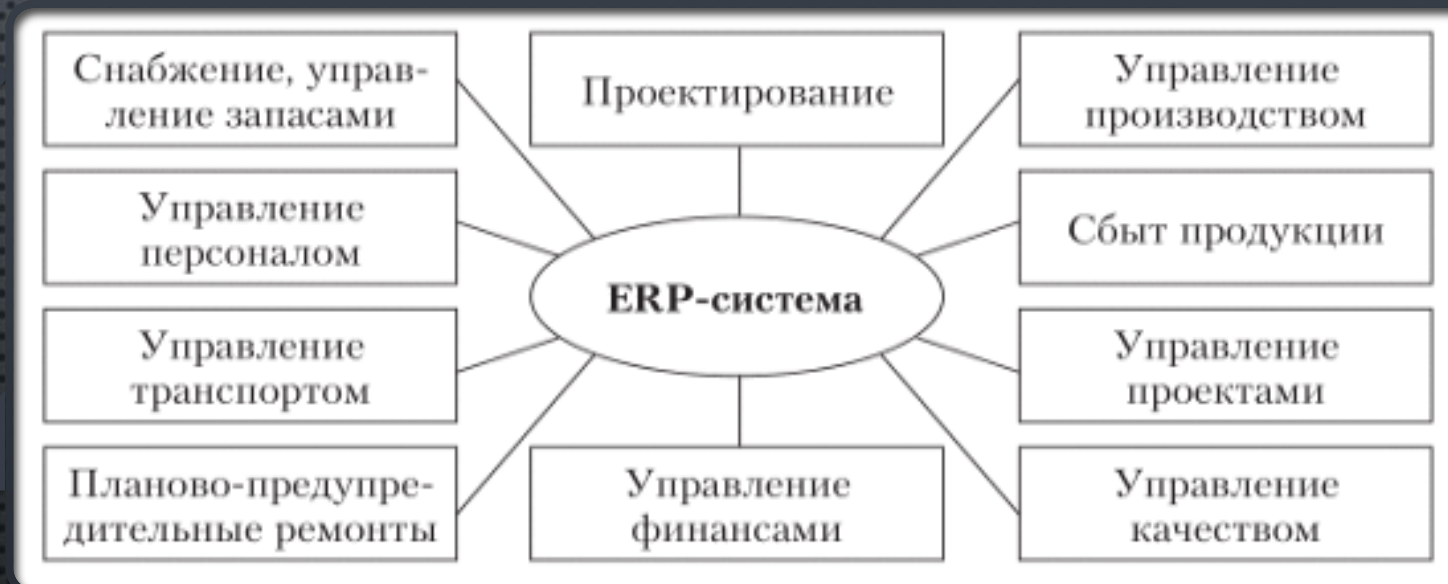 Снабжение, управ-
ление запасами
Проектирование
Управление
производством
Управление
персоналом
Сбыт продукции
ERP-система
Управление
транспортом
Управление
проектами
Планово-предупре-
дительные ремонты
Управление
финансами
Управление
качеством